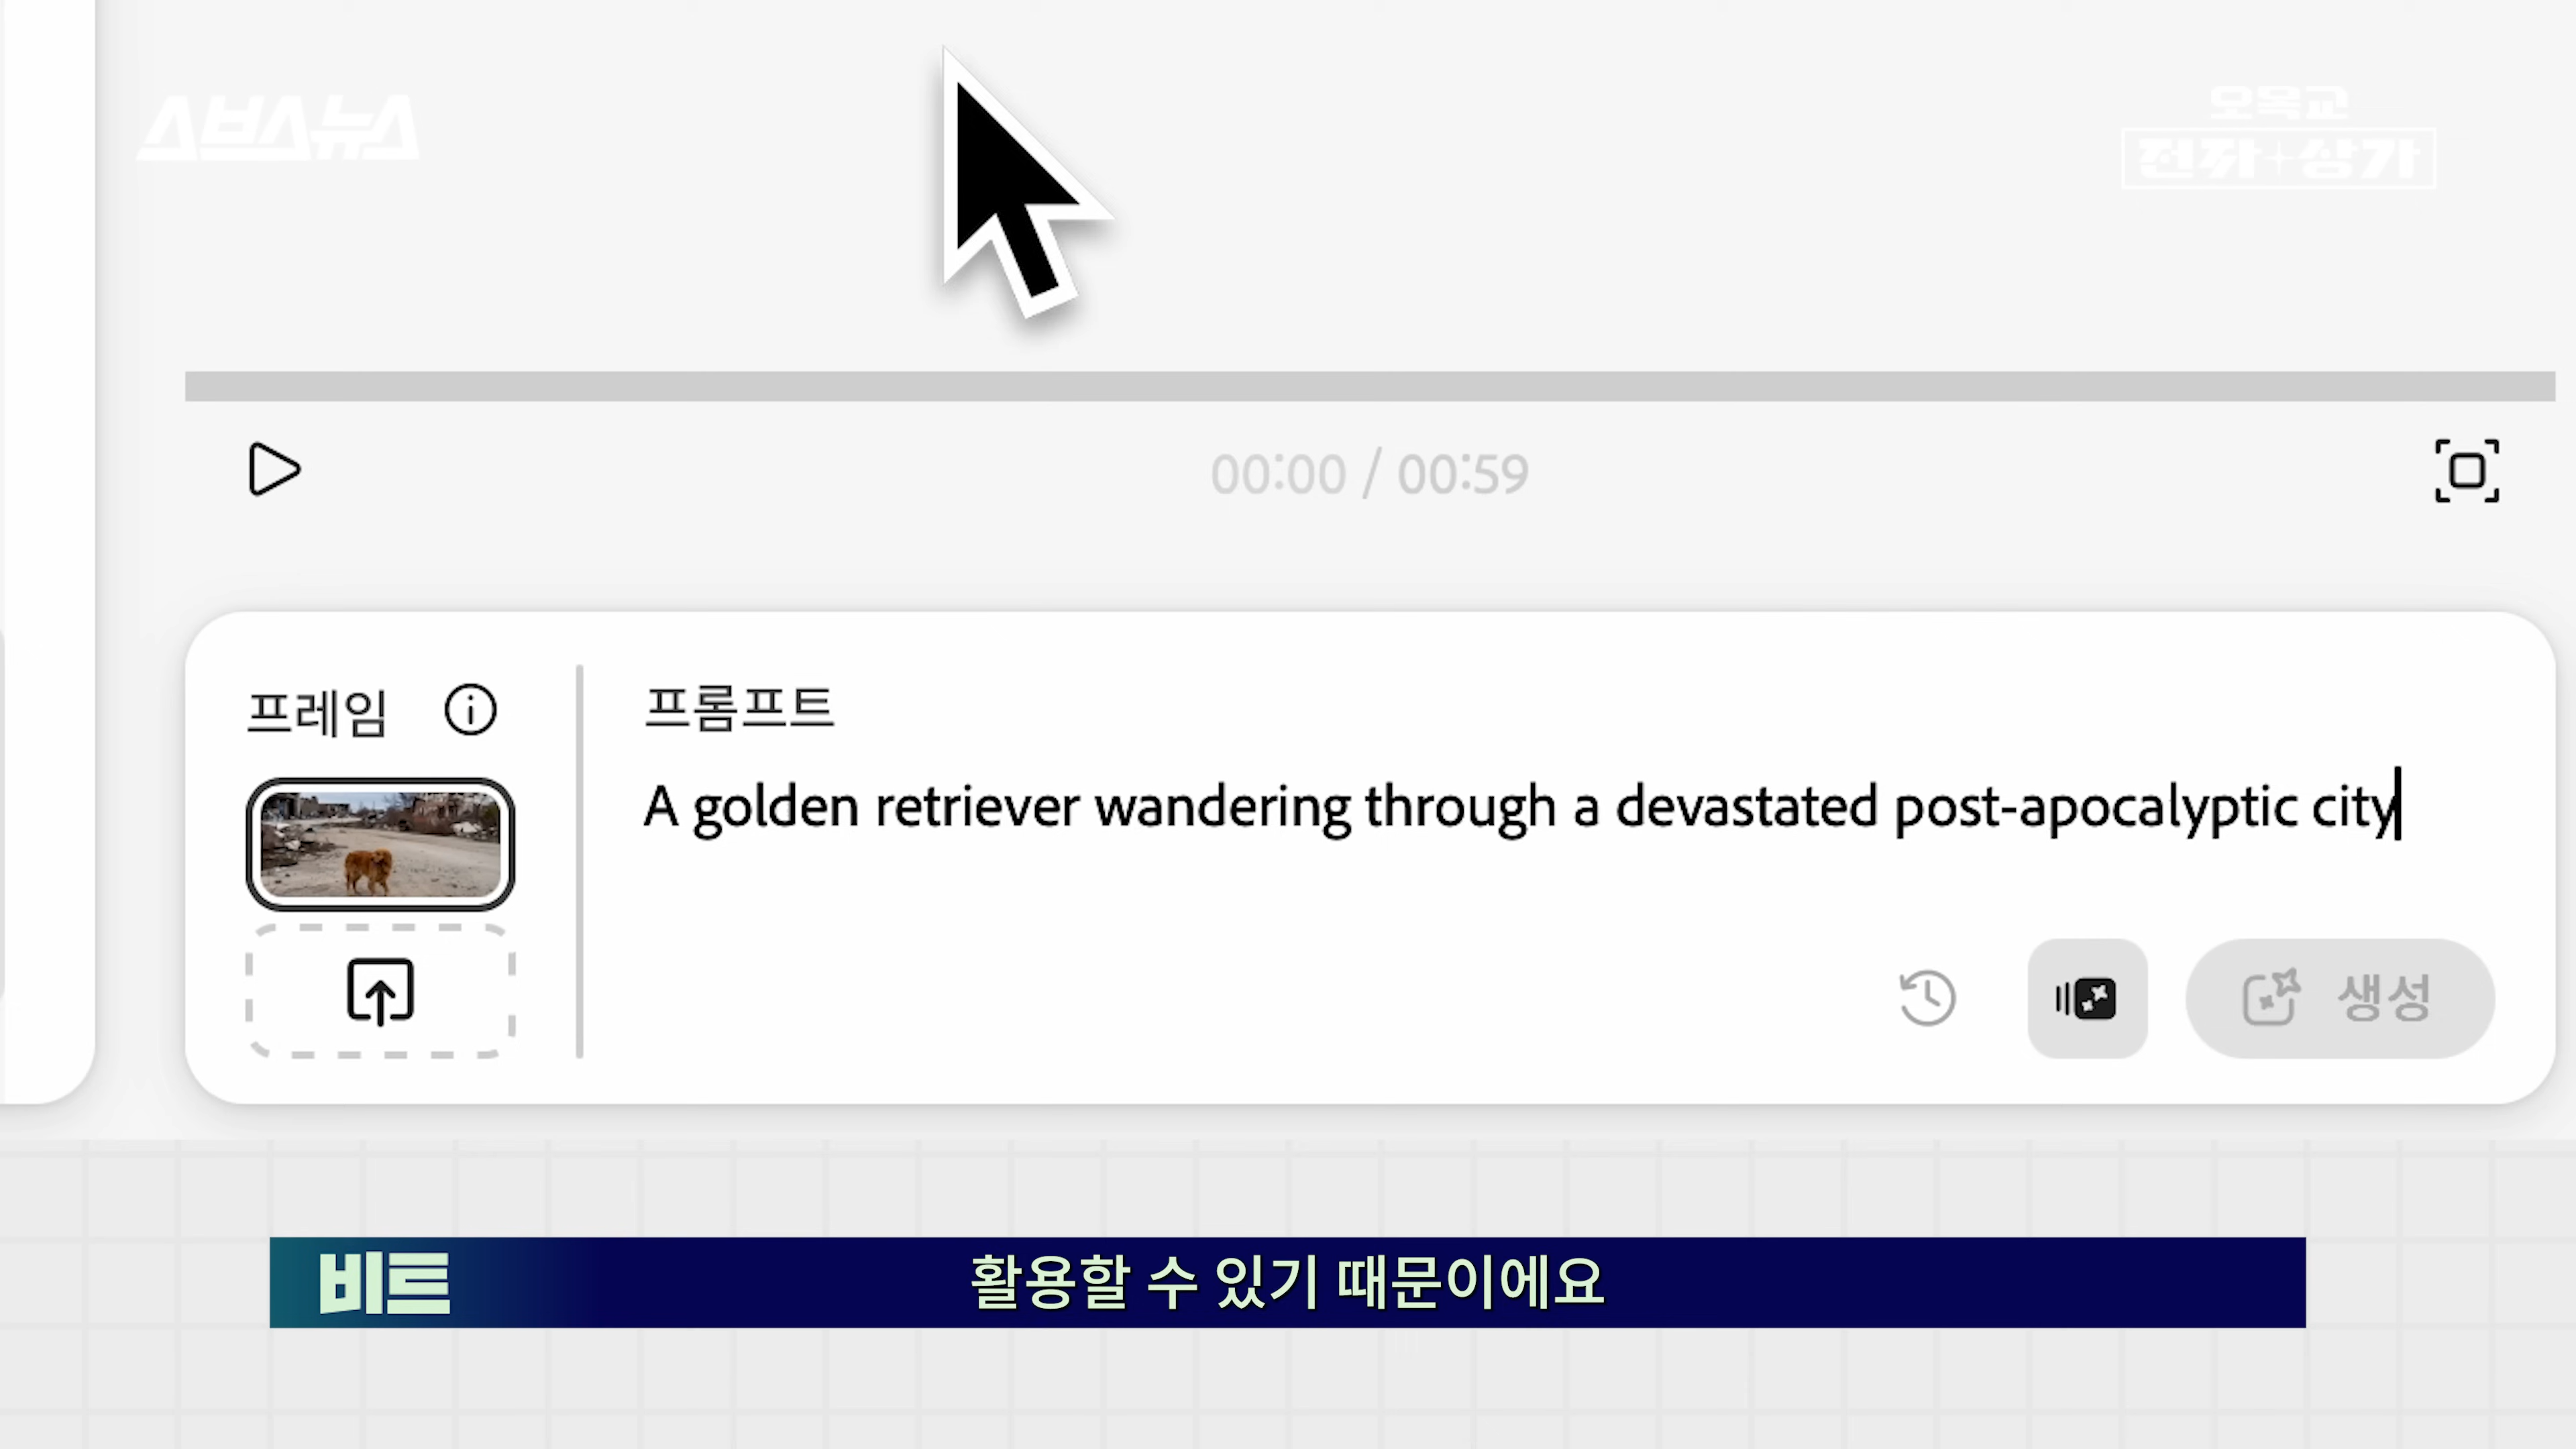 스브스뉴스
오목교
전자+상가
00:00 / 00:59
프레임
프롬프트
A golden retriever wandering through a devastated post-apocalyptic city
생성
비트
활용할 수 있기 때문이에요